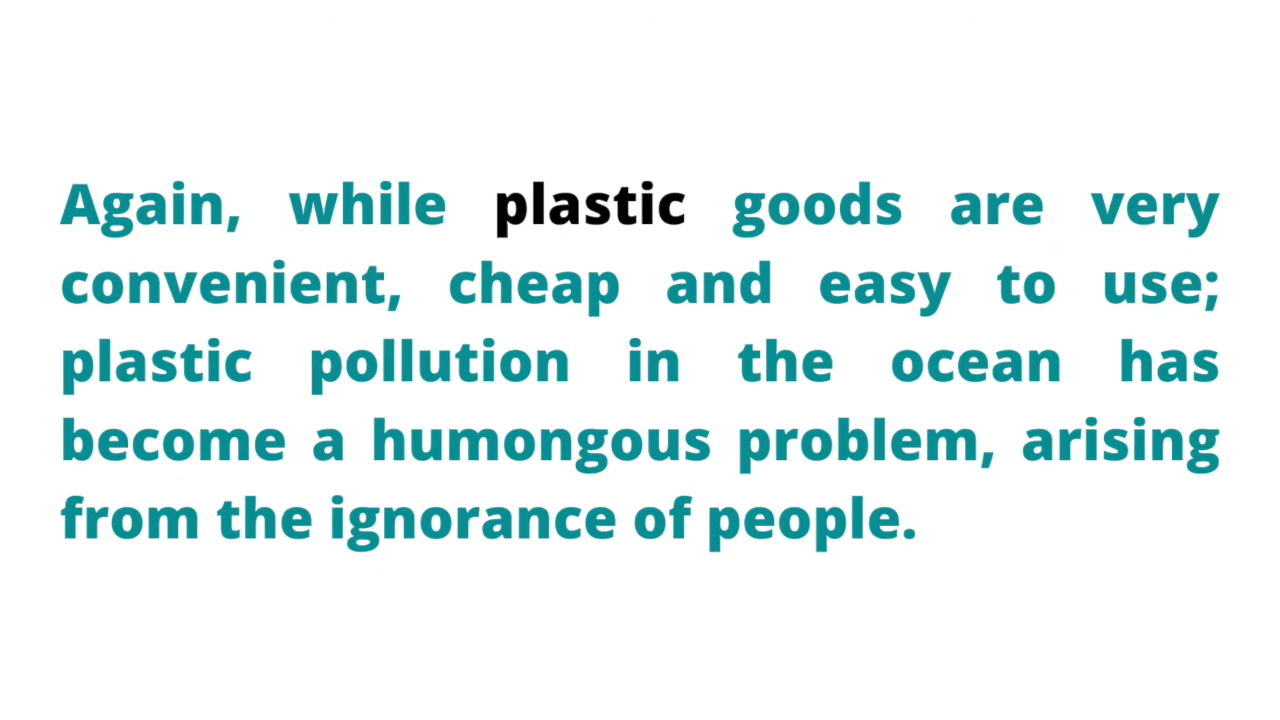 Again, while plastic goods are very
convenient, cheap and easy to use;
plastic pollution in the ocean has
become a humongous problem, arising
from the ignorance of people.